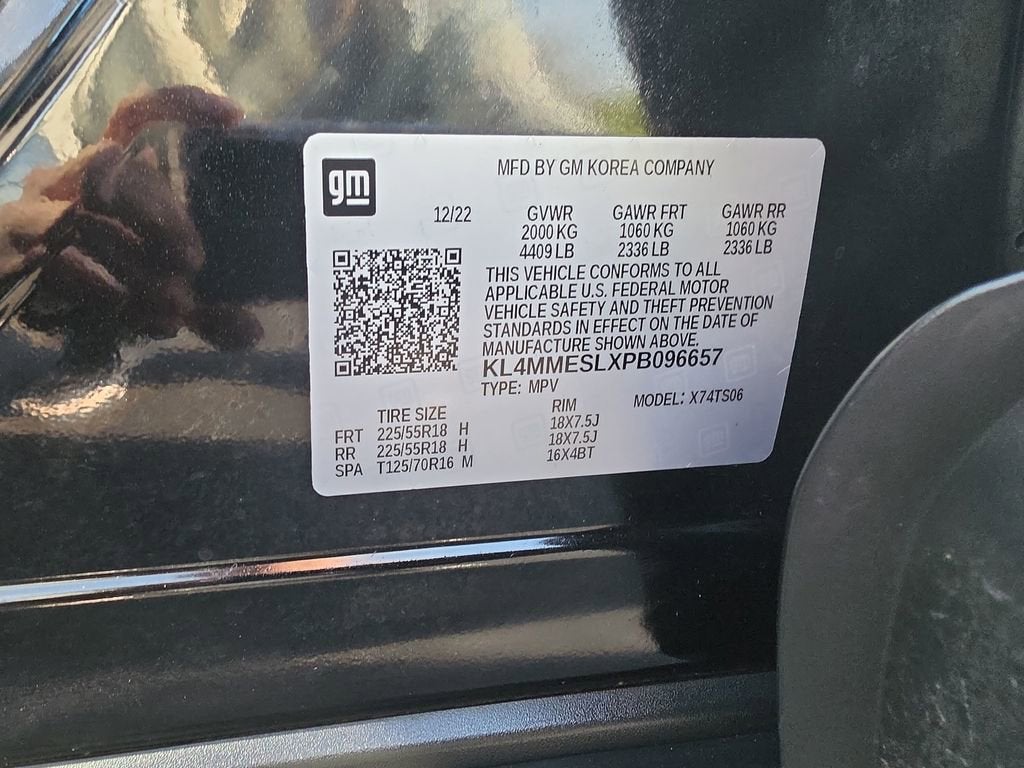 gm
MFD BY GM KOREA COMPANY
12/22 GVWR GAWR FRT GAWR RR
2000 KG 1060 KG 1060 KG
4409 LB 2336 LB 2336 LB
THIS VEHICLE CONFORMS TO ALL
APPLICABLE U.S. FEDERAL MOTOR
VEHICLE SAFETY AND THEFT PREVENTION
STANDARDS IN EFFECT ON THE DATE OF
MANUFACTURE SHOWN ABOVE.
KL4MMESLXPB096657
TYPE: MPV MODEL: X74TS06
TIRE SIZE RIM
FRT 225/55R18 H 18X7.5J
RR 225/55R18 H 18X7.5J
SPA T125/70R16 M 16X4BT